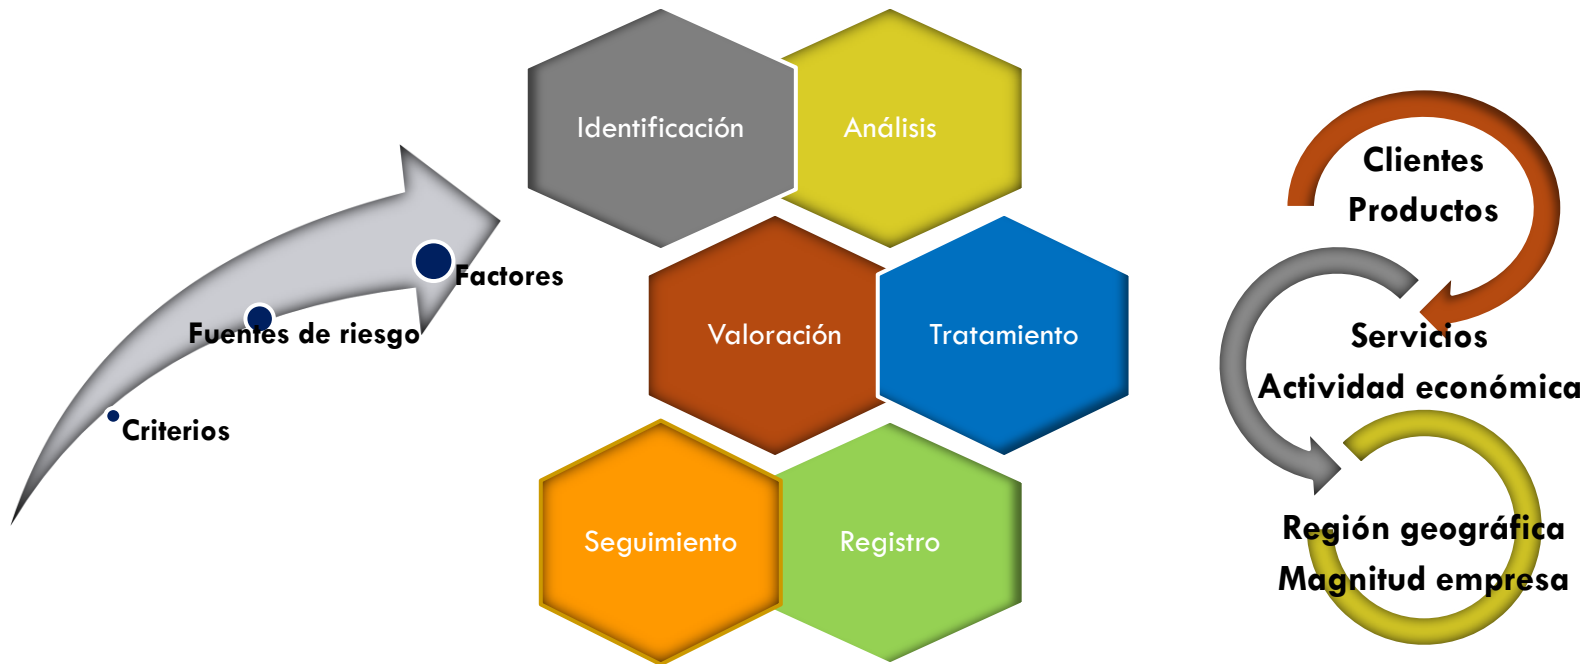 Criterios
Fuentes de riesgo
Factores
Identificación
Análisis
Valoración
Tratamiento
Seguimiento
Registro
Clientes
Productos
Servicios
Actividad económica
Región geográfica
Magnitud empresa